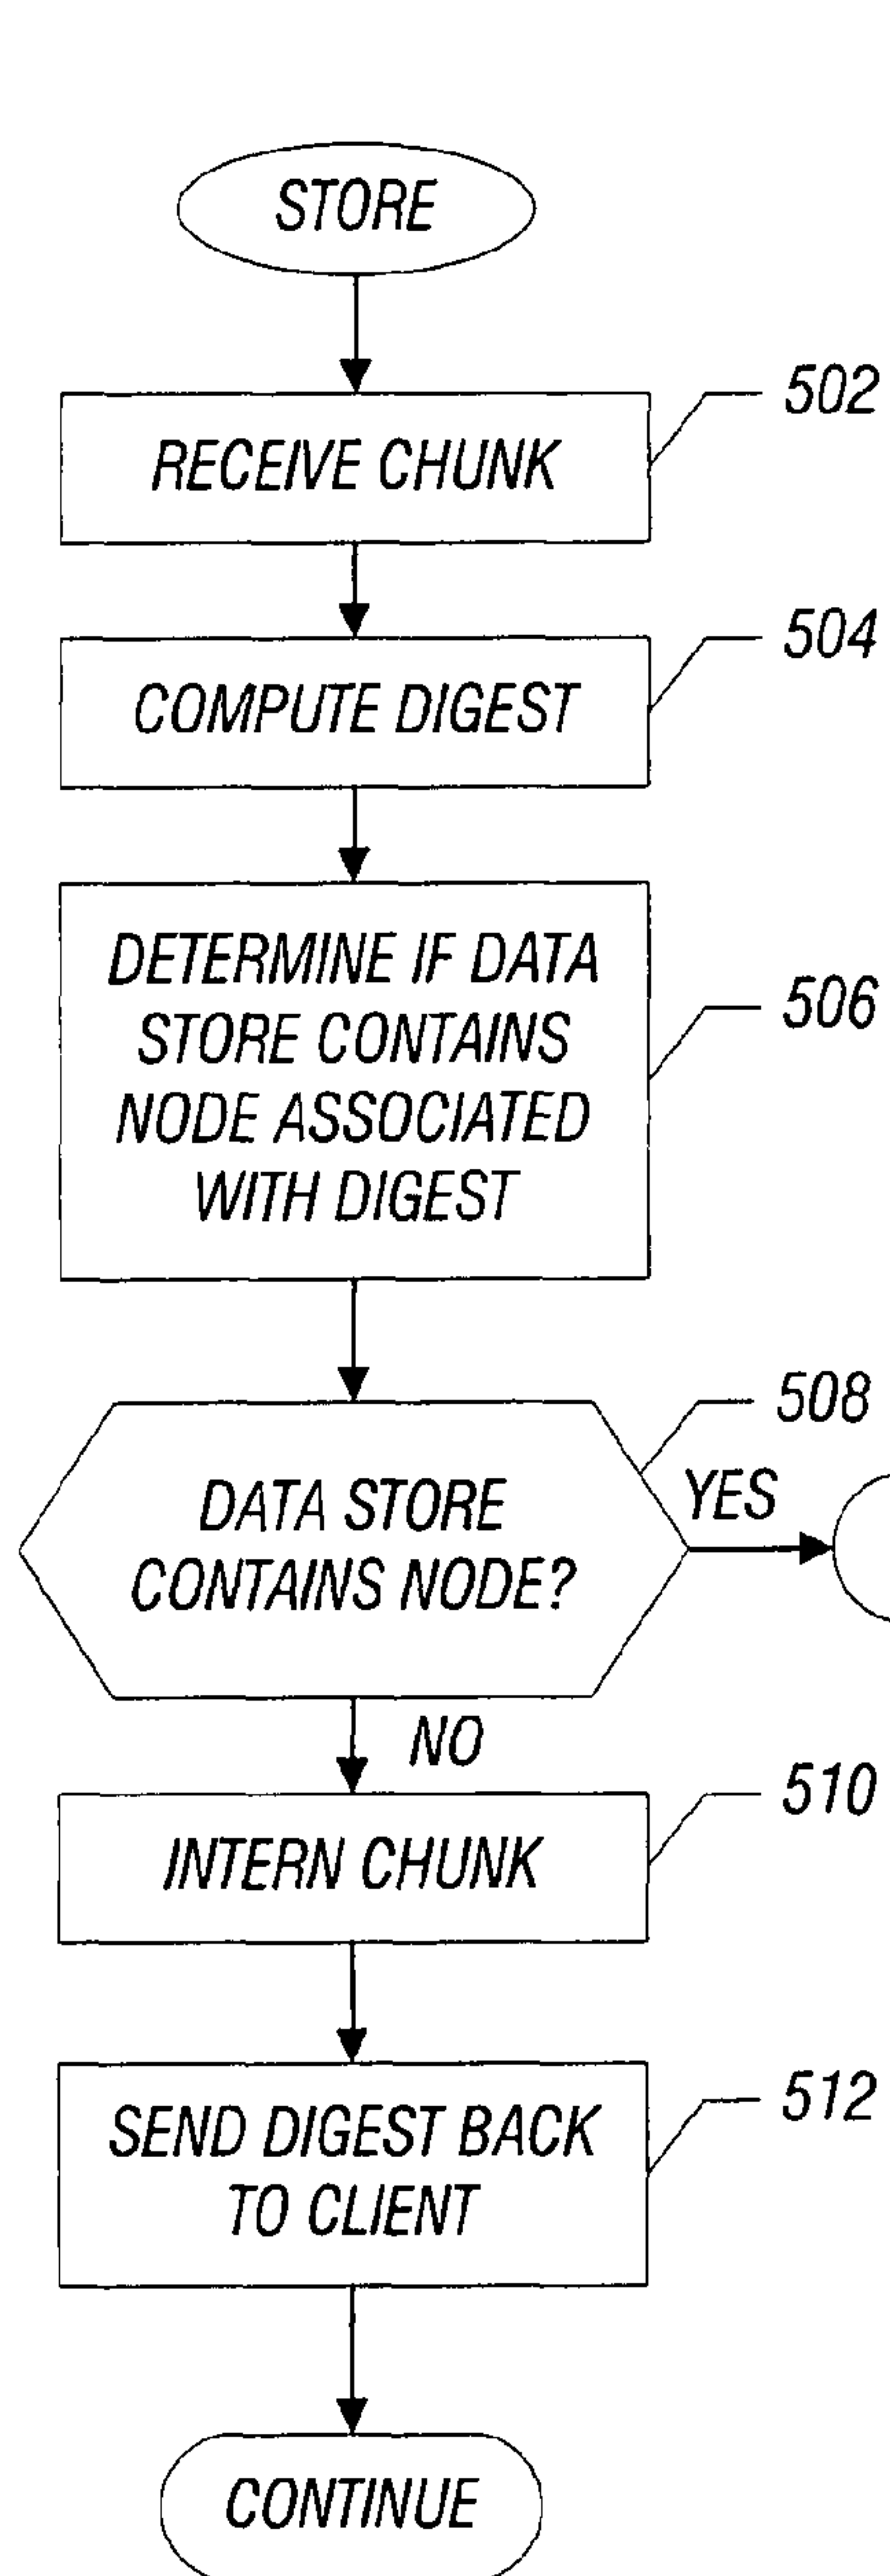 STORE
502
RECEIVE CHUNK
504
COMPUTE DIGEST
DETERMINE IF DATA
STORE CONTAINS
506
NODE ASSOCIATED
WITH DIGEST
508
DATA STORE
CONTAINS NODE?
YES
NO
510
INTERN CHUNK
512
SEND DIGEST BACK
TO CLIENT
CONTINUE